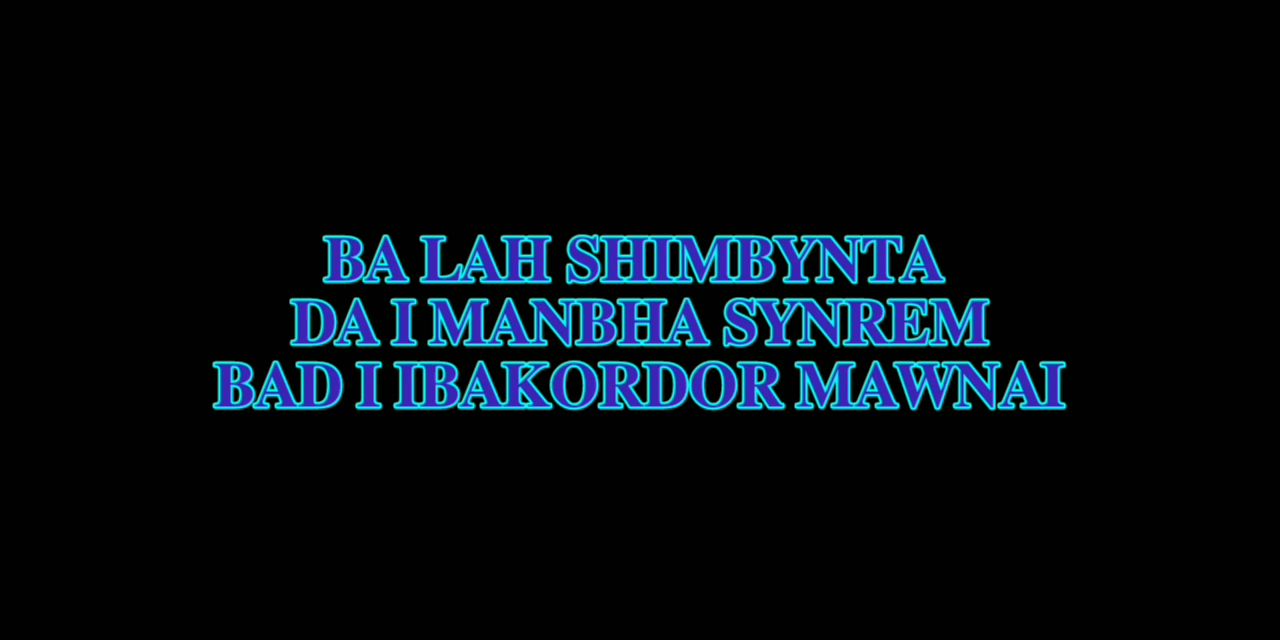 BA LAH SHIMBYNTA
DA I MANBHA SYNREM
BAD I IBAKORDOR MAWNAI